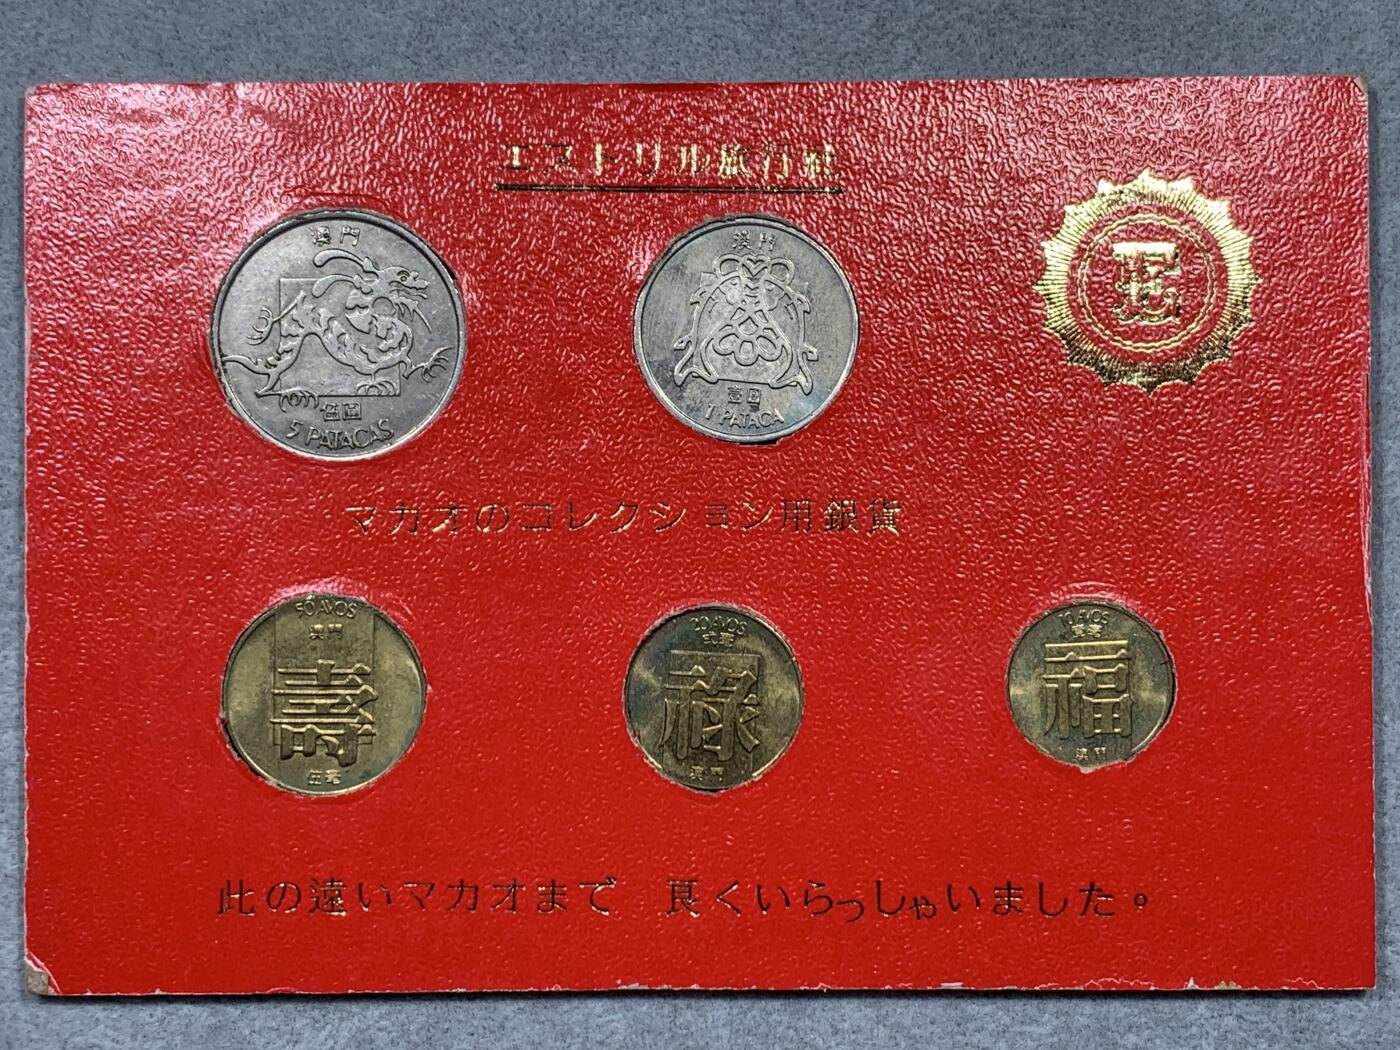 エストリル旅行社
澳門
伍圓
5 PATACAS
澳門
壹圓
1 PATACA
E
マカオのコレクション用銀貨
50 AVOS
澳門
壽
伍毫
20 AVOS
貳毫
祿
澳門
10 AVOS
壹毫
福
澳門
此の遠いマカオまで　良くいらっしゃいました。